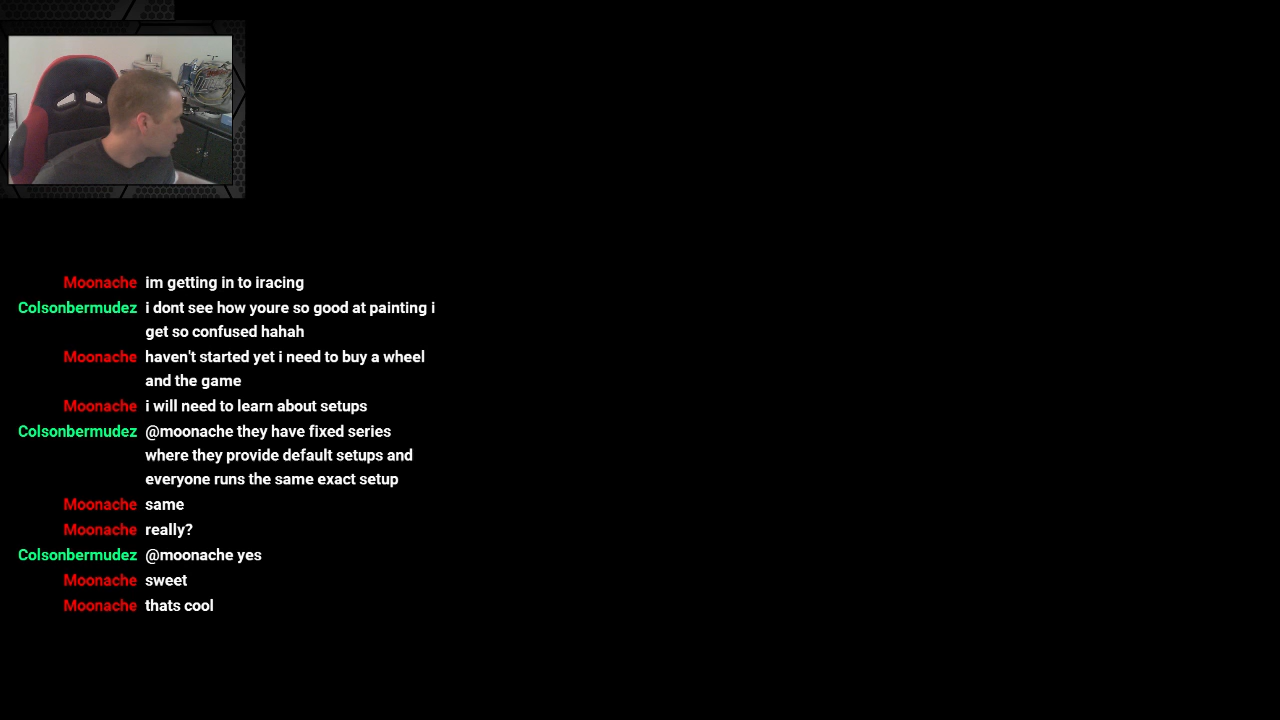 Moonache im getting in to iracing
Colsonbermudez i dont see how youre so good at painting i
get so confused hahah
Moonache haven't started yet i need to buy a wheel
and the game
Moonache i will need to learn about setups
Colsonbermudez @moonache they have fixed series
where they provide default setups and
everyone runs the same exact setup
Moonache same
Moonache really?
Colsonbermudez @moonache yes
Moonache sweet
Moonache thats cool